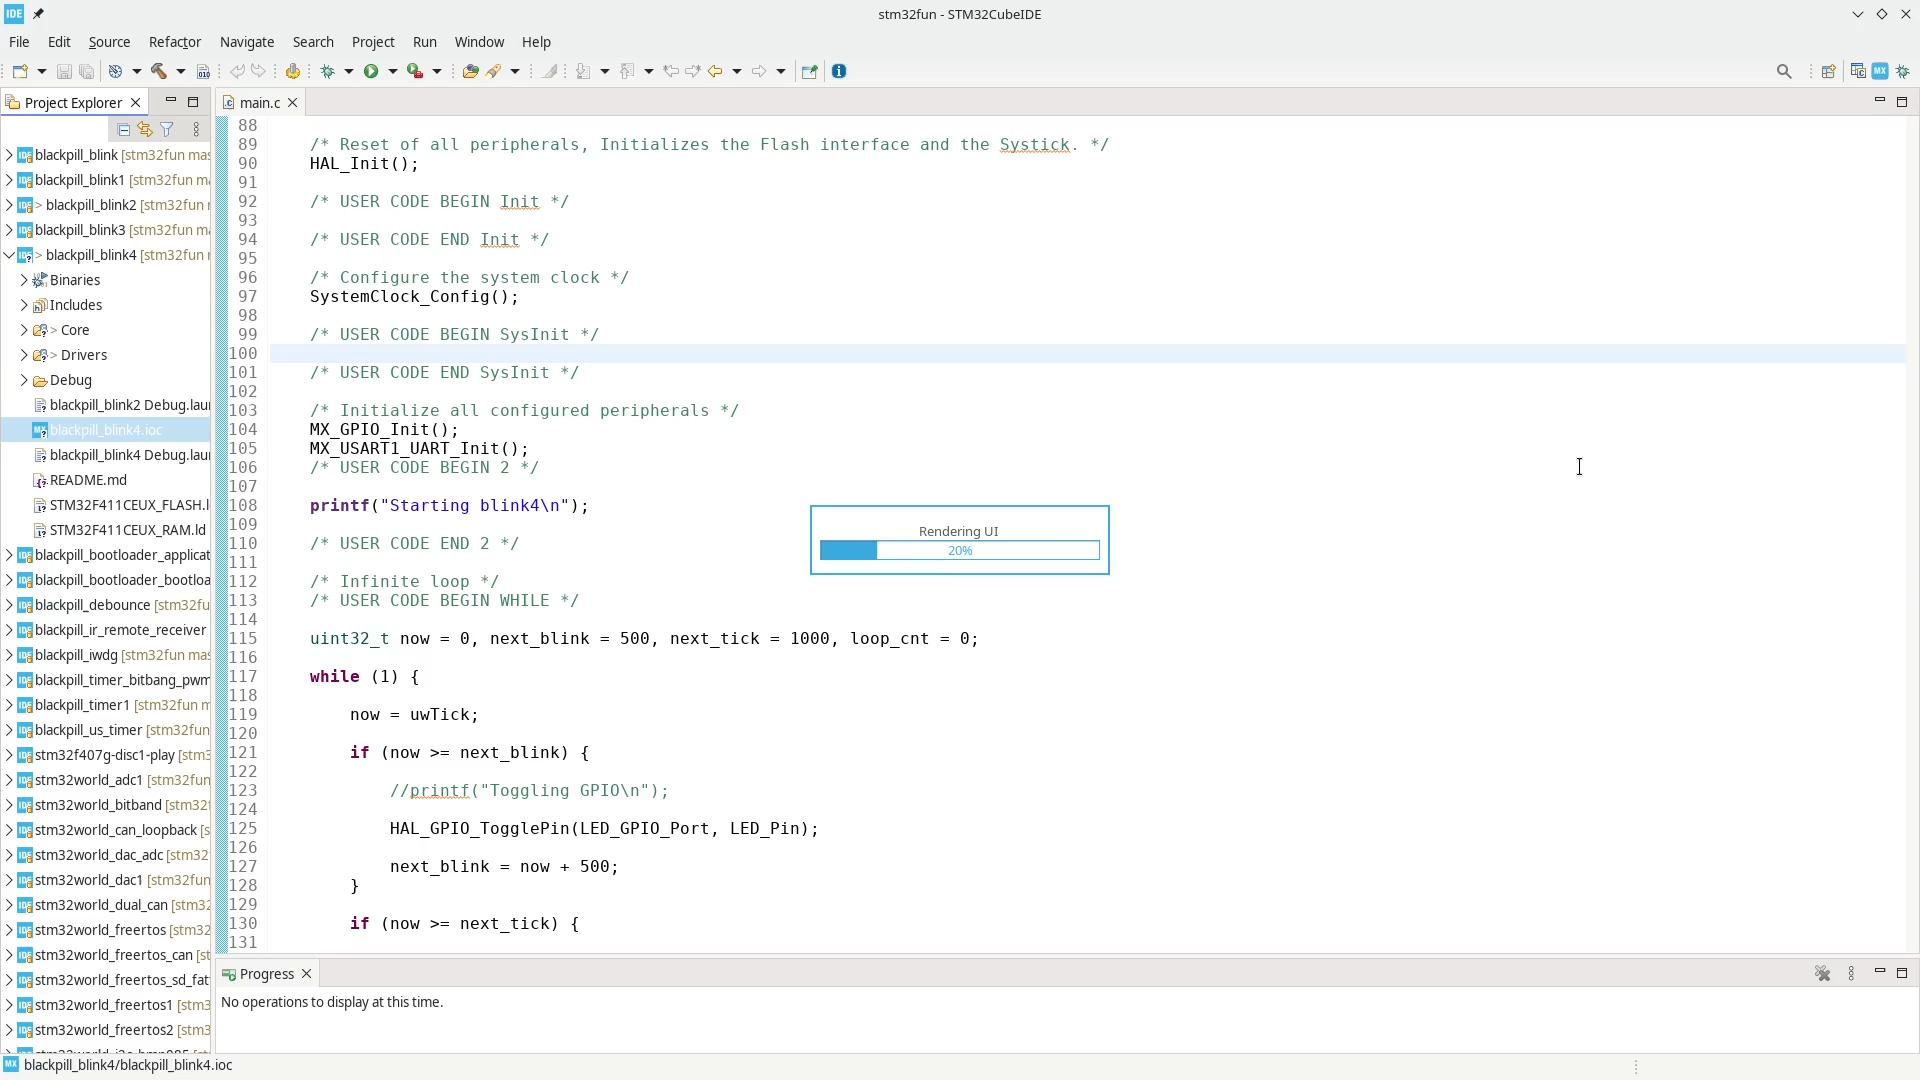 IDE
stm32fun - STM32CubeIDE
File Edit Source Refactor Navigate Search Project Run Window Help
Project Explorer
main.c
blackpill_blink [stm32fun mas
blackpill_blink1 [stm32fun m
> blackpill_blink2 [stm32fun r
blackpill_blink3 [stm32fun ma
> blackpill_blink4 [stm32fun r
Binaries
Includes
> Core
> Drivers
Debug
blackpill_blink2 Debug.lau
blackpill_blink4.ioc
blackpill_blink4 Debug.lau
README.md
STM32F411CEUX_FLASH.l
STM32F411CEUX_RAM.ld
blackpill_bootloader_applicat
blackpill_bootloader_bootloa
blackpill_debounce [stm32fu
blackpill_ir_remote_receiver
blackpill_iwdg [stm32fun mas
blackpill_timer_bitbang_pwm
blackpill_timer1 [stm32fun m
blackpill_us_timer [stm32fun
stm32f407g-disc1-play [stm3
stm32world_adc1 [stm32fun
stm32world_bitband [stm32
stm32world_can_loopback [s
stm32world_dac_adc [stm32
stm32world_dac1 [stm32fun
stm32world_dual_can [stm32
stm32world_freertos [stm32
stm32world_freertos_can [st
stm32world_freertos_sd_fat
stm32world_freertos1 [stm3
stm32world_freertos2 [stm3
88
89 /* Reset of all peripherals, Initializes the Flash interface and the Systick. */
90 HAL_Init();
91
92 /* USER CODE BEGIN Init */
93
94 /* USER CODE END Init */
95
96 /* Configure the system clock */
97 SystemClock_Config();
98
99 /* USER CODE BEGIN SysInit */
100
101 /* USER CODE END SysInit */
102
103 /* Initialize all configured peripherals */
104 MX_GPIO_Init();
105 MX_USART1_UART_Init();
106 /* USER CODE BEGIN 2 */
107
108 printf("Starting blink4\n");
109
110 /* USER CODE END 2 */
111
112 /* Infinite loop */
113 /* USER CODE BEGIN WHILE */
114
115 uint32_t now = 0, next_blink = 500, next_tick = 1000, loop_cnt = 0;
116
117 while (1) {
118
119 now = uwTick;
120
121 if (now >= next_blink) {
122
123 //printf("Toggling GPIO\n");
124
125 HAL_GPIO_TogglePin(LED_GPIO_Port, LED_Pin);
126
127 next_blink = now + 500;
128 }
129
130 if (now >= next_tick) {
131
Rendering UI
20%
Progress
No operations to display at this time.
MX blackpill_blink4/blackpill_blink4.ioc